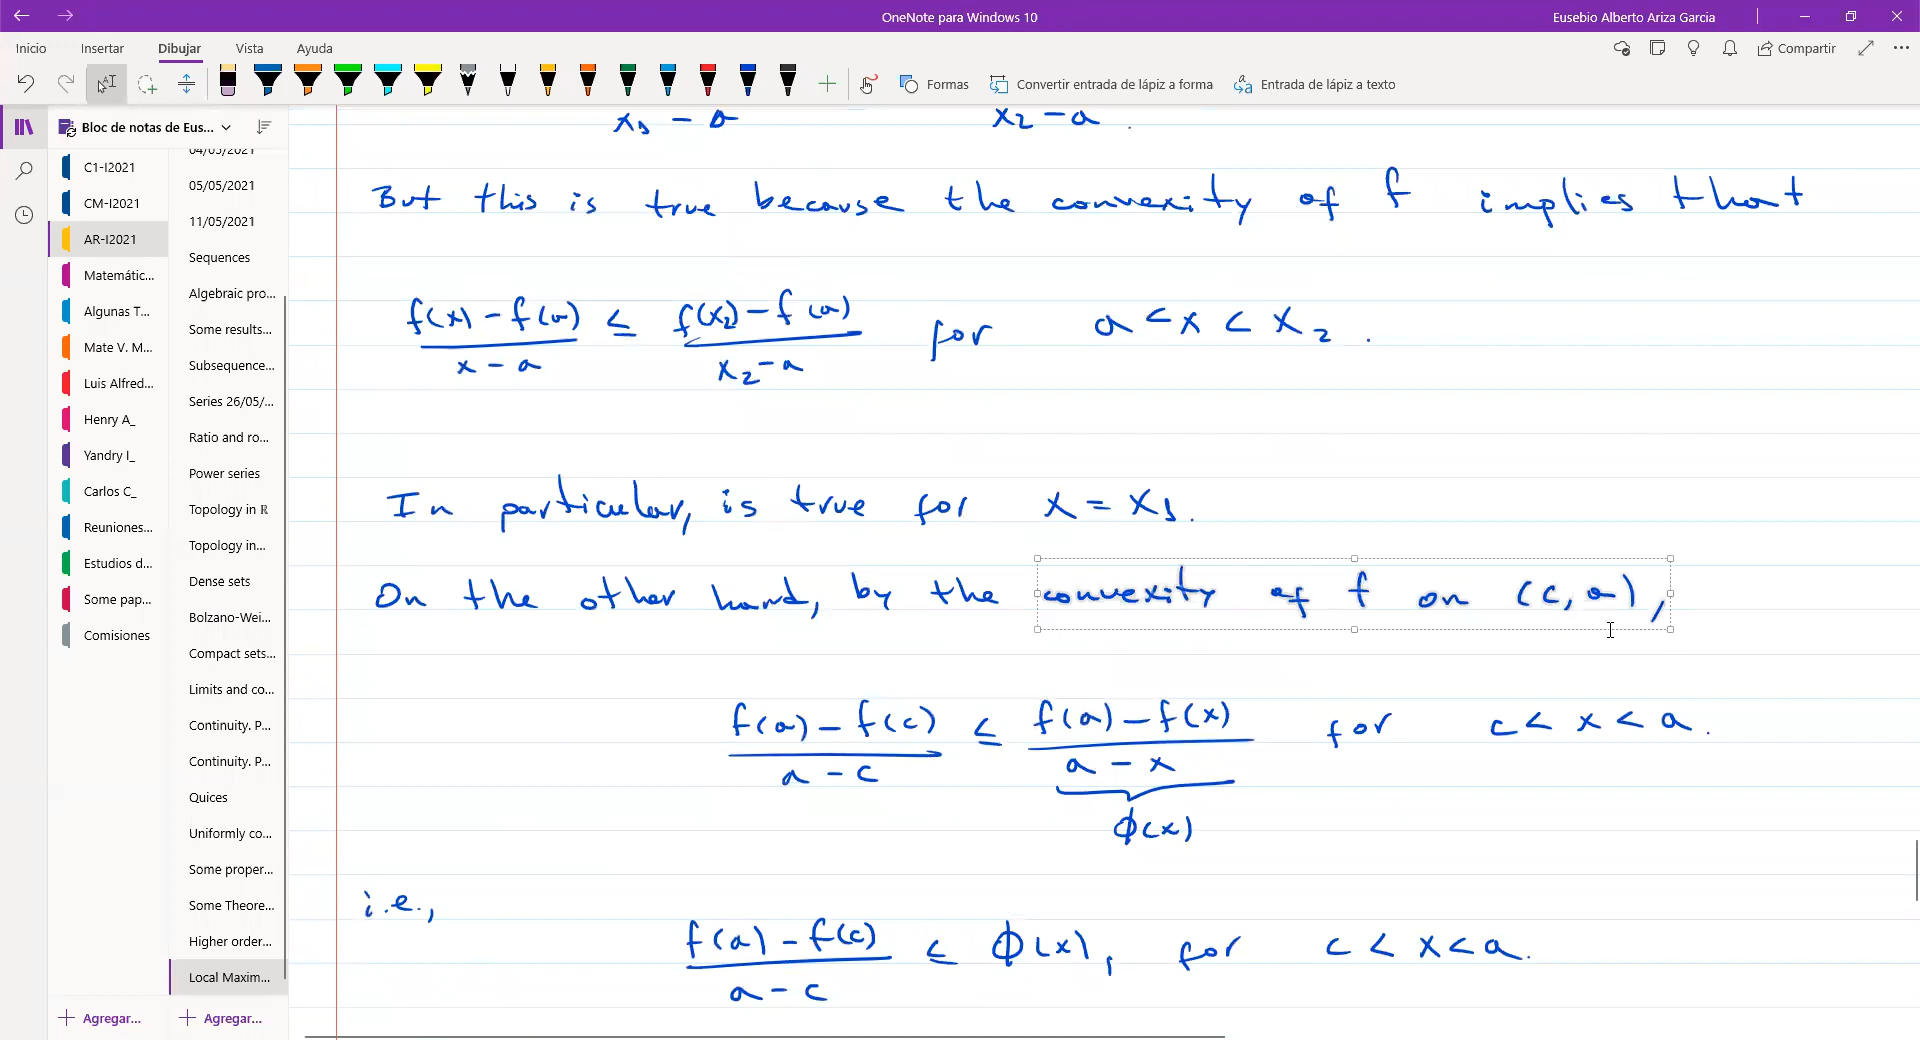 OneNote para Windows 10
Eusebio Alberto Ariza Garcia
Inicio Insertar Dibujar Vista Ayuda
Compartir
Formas Convertir entrada de lápiz a forma Entrada de lápiz a texto
Bloc de notas de Eus...
C1-I2021
CM-I2021
AR-I2021
Matemátic...
Algunas T...
Mate V. M...
Luis Alfred...
Henry A_
Yandry I_
Carlos C_
Reuniones...
Estudios d...
Some pap...
Comisiones
Agregar...
04/05/2021
05/05/2021
11/05/2021
Sequences
Algebraic pro...
Some results...
Subsequence...
Series 26/05/...
Ratio and ro...
Power series
Topology in ℝ
Topology in...
Dense sets
Bolzano-Wei...
Compact sets...
Limits and co...
Continuity. P...
Continuity. P...
Quices
Uniformly co...
Some proper...
Some Theore...
Higher order...
Local Maxim...
Agregar...
x₁ - a x₂ - a .
But this is true because the convexity of f implies that
f(x) - f(a) ≤ f(x₂) - f(a) for a < x < x₂ .
x - a x₂ - a
In particular, is true for x = x₁.
On the other hand, by the convexity of f on (c, a),
f(a) - f(c) ≤ f(a) - f(x) for c < x < a .
a - c a - x
ϕ(x)
i.e.,
f(a) - f(c) ≤ ϕ(x), for c < x < a.
a - c